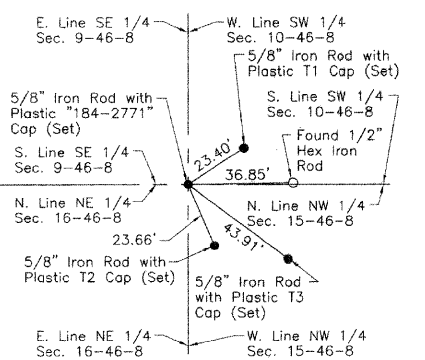 E. Line SE 1/4
Sec. 9-46-8
W. Line SW 1/4
Sec. 10-46-8
5/8" Iron Rod with
Plastic T1 Cap (Set)
5/8" Iron Rod with
Plastic "184-2771"
Cap (Set)
S. Line SW 1/4
Sec. 10-46-8
23.40'
36.85'
Found 1/2"
Hex Iron
Rod
S. Line SE 1/4
Sec. 9-46-8
N. Line NE 1/4
Sec. 16-46-8
N. Line NW 1/4
Sec. 15-46-8
23.66'
43.91'
5/8" Iron Rod with
Plastic T2 Cap (Set)
5/8" Iron Rod
with Plastic T3
Cap (Set)
E. Line NE 1/4
Sec. 16-46-8
W. Line NW 1/4
Sec. 15-46-8